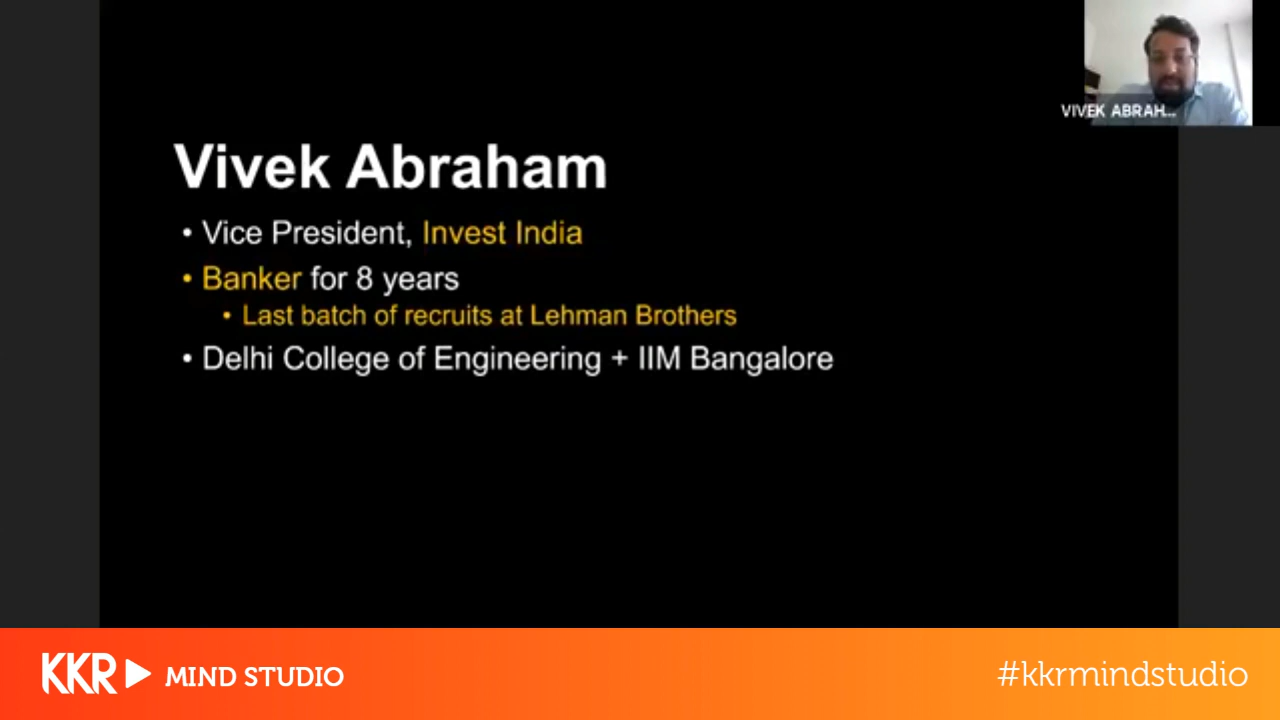 VIVEK ABRAH...
Vivek Abraham
• Vice President, Invest India
• Banker for 8 years
• Last batch of recruits at Lehman Brothers
• Delhi College of Engineering + IIM Bangalore
KKR MIND STUDIO
#kkrmindstudio